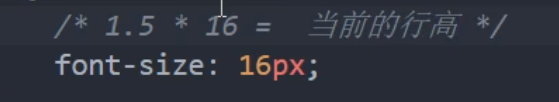 /* 1.5 * 16 = 当前的行高 */
font-size: 16px;